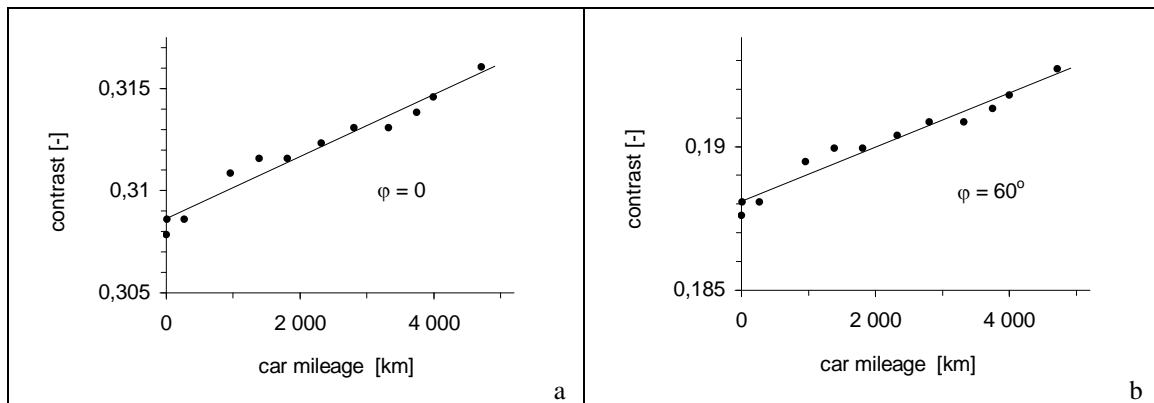 0,315
0,31
0,305
contrast [-]
φ = 0
0
2 000
4 000
car mileage [km]
a
0,19
0,185
contrast [-]
φ = 60°
0
2 000
4 000
car mileage [km]
b